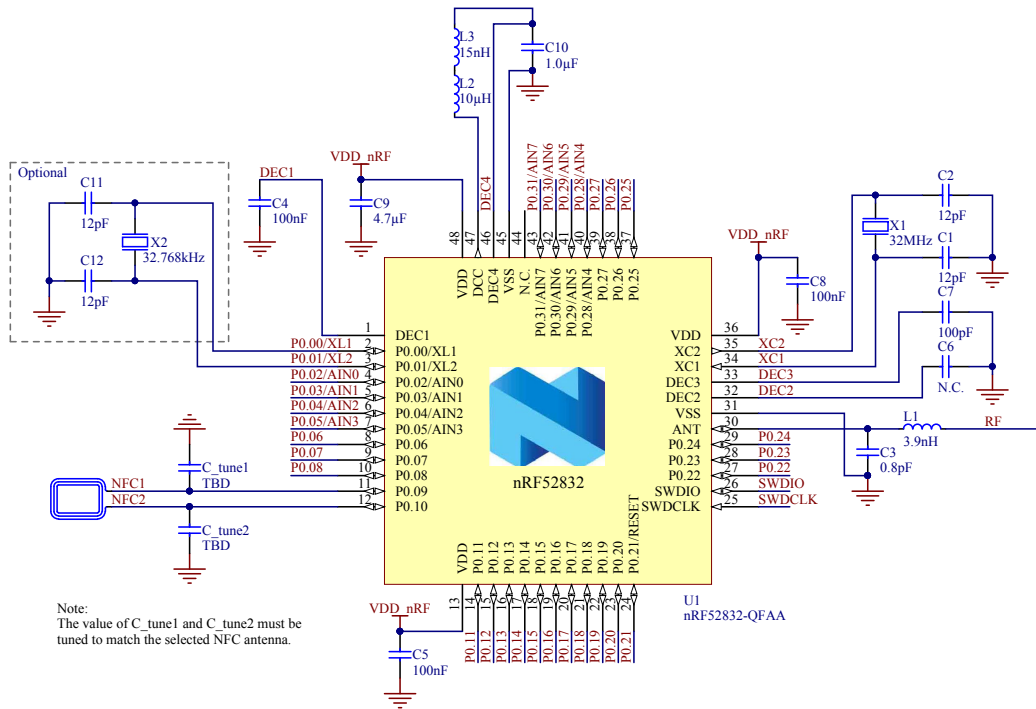 L3
15nH
L2
10µH
C10
1.0µF
Optional
C11
12pF
X2
32.768kHz
C12
12pF
DEC1
C4
100nF
VDD_nRF
C9
4.7µF
DEC4
P0.31/AIN7
P0.30/AIN6
P0.29/AIN5
P0.28/AIN4
P0.27
P0.26
P0.25
48
47
46
45
44
43
42
41
40
39
38
37
VDD
DCC
DEC4
VSS
N.C.
P0.31/AIN7
P0.30/AIN6
P0.29/AIN5
P0.28/AIN4
P0.27
P0.26
P0.25
C2
12pF
X1
32MHz
C1
12pF
VDD_nRF
C8
100nF
C7
100pF
C6
N.C.
1 DEC1
P0.00/XL1 2 P0.00/XL1
P0.01/XL2 3 P0.01/XL2
P0.02/AIN0 4 P0.02/AIN0
P0.03/AIN1 5 P0.03/AIN1
P0.04/AIN2 6 P0.04/AIN2
P0.05/AIN3 7 P0.05/AIN3
P0.06 8 P0.06
P0.07 9 P0.07
P0.08 10 P0.08
NFC1 11 P0.09
NFC2 12 P0.10
C_tune1
TBD
C_tune2
TBD
nRF52832
VDD 36
XC2 35 XC2
XC1 34 XC1
DEC3 33 DEC3
DEC2 32 DEC2
VSS 31
ANT 30
P0.24 29 P0.24
P0.23 28 P0.23
P0.22 27 P0.22
SWDIO 26 SWDIO
SWDCLK 25 SWDCLK
L1
3.9nH
RF
C3
0.8pF
VDD
P0.11
P0.12
P0.13
P0.14
P0.15
P0.16
P0.17
P0.18
P0.19
P0.20
P0.21/RESET
13
14
15
16
17
18
19
20
21
22
23
24
P0.11
P0.12
P0.13
P0.14
P0.15
P0.16
P0.17
P0.18
P0.19
P0.20
P0.21
U1
nRF52832-QFAA
VDD_nRF
C5
100nF
Note:
The value of C_tune1 and C_tune2 must be
tuned to match the selected NFC antenna.